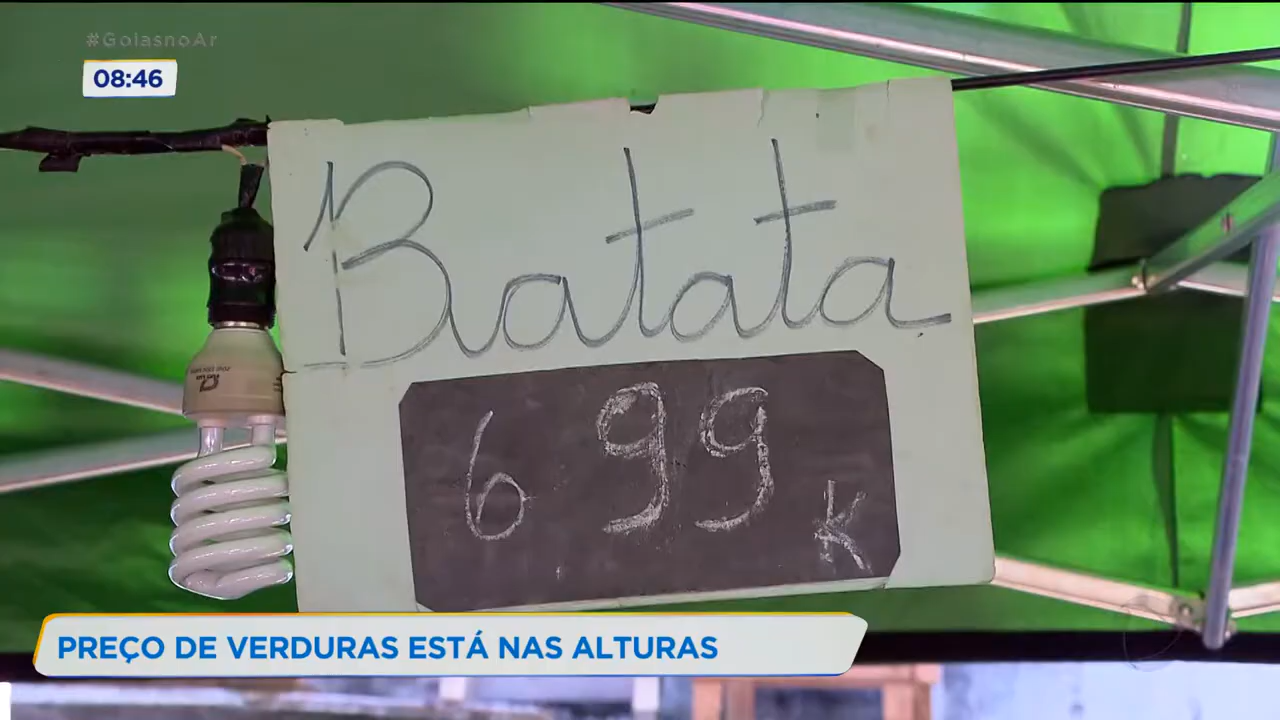 #GoiasnoAr
08:46
Batata
6 99 K
PREÇO DE VERDURAS ESTÁ NAS ALTURAS